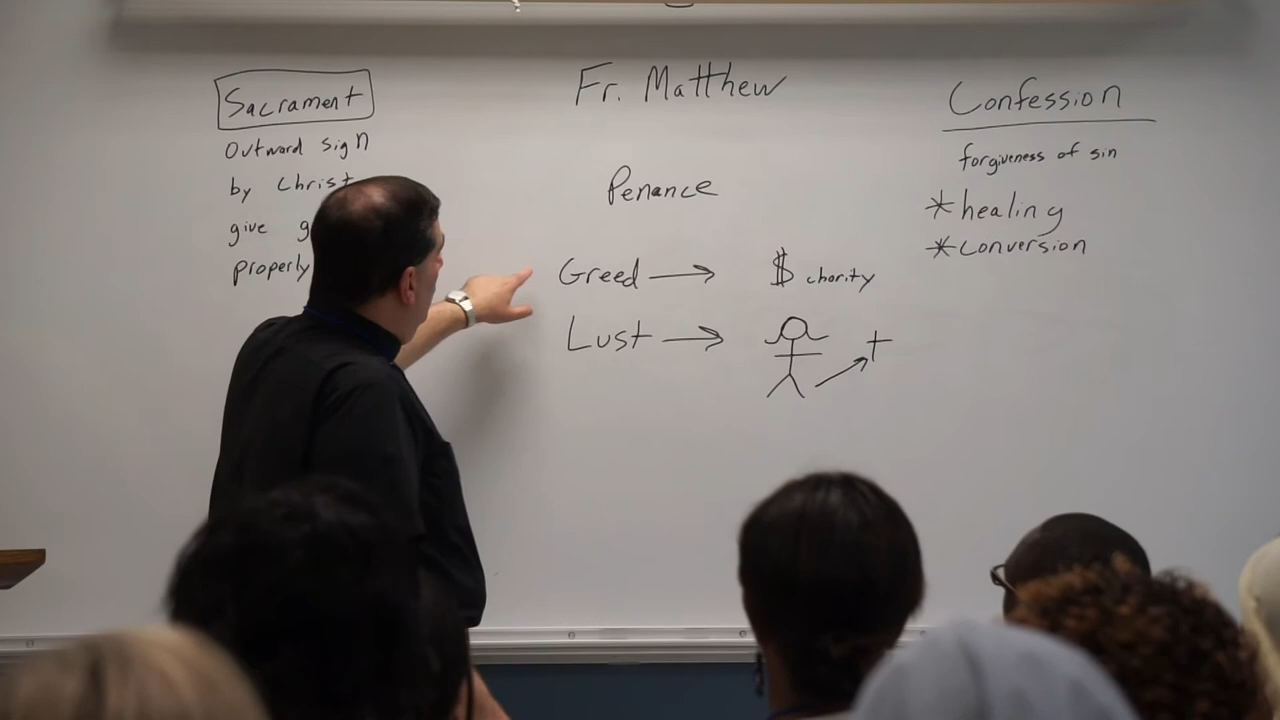 Sacrament
Outward sign
by Christ
give
properly
Fr. Matthew
Penance
Greed → $ charity
Lust →
Confession
forgiveness of sin
* healing
* conversion